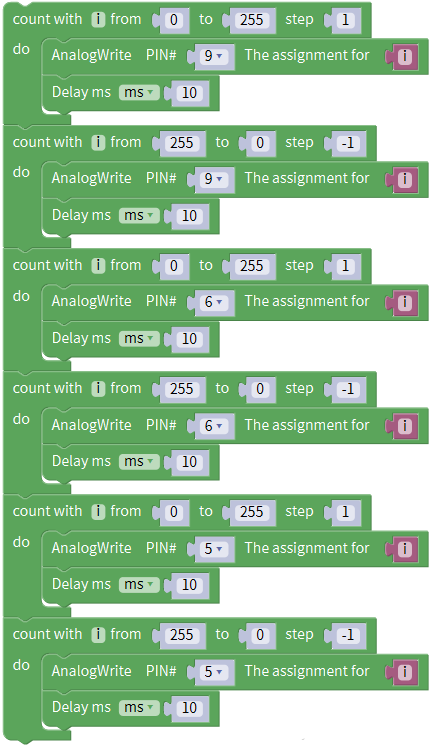 count with i from 0 to 255 step 1
do AnalogWrite PIN# 9 The assignment for i
Delay ms ms 10
count with i from 255 to 0 step -1
do AnalogWrite PIN# 9 The assignment for i
Delay ms ms 10
count with i from 0 to 255 step 1
do AnalogWrite PIN# 6 The assignment for i
Delay ms ms 10
count with i from 255 to 0 step -1
do AnalogWrite PIN# 6 The assignment for i
Delay ms ms 10
count with i from 0 to 255 step 1
do AnalogWrite PIN# 5 The assignment for i
Delay ms ms 10
count with i from 255 to 0 step -1
do AnalogWrite PIN# 5 The assignment for i
Delay ms ms 10